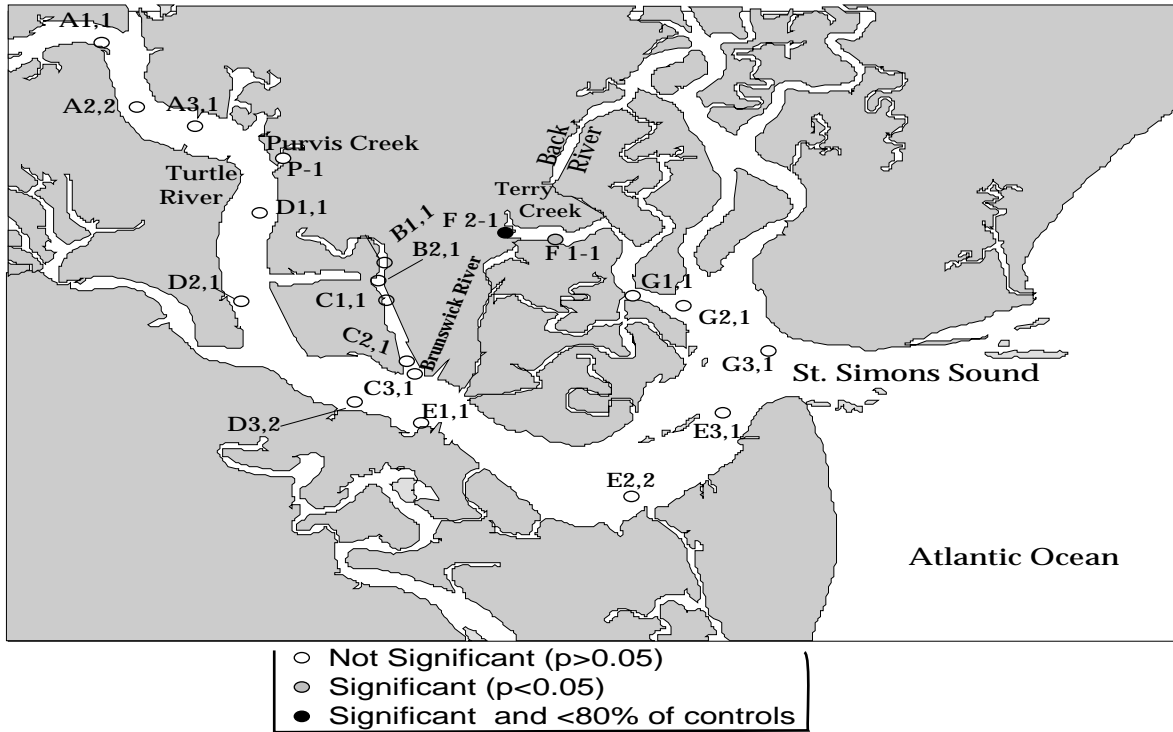 A1,1
A2,2
A3,1
Purvis Creek
P-1
Turtle
River
D1,1
Back
River
Terry
Creek
F 2-1
F 1-1
B1,1
B2,1
D2,1
C1,1
G1,1
G2,1
Brunswick River
C2,1
G3,1
St. Simons Sound
C3,1
D3,2
E1,1
E3,1
E2,2
Atlantic Ocean
Not Significant (p>0.05)
Significant (p<0.05)
Significant and <80% of controls